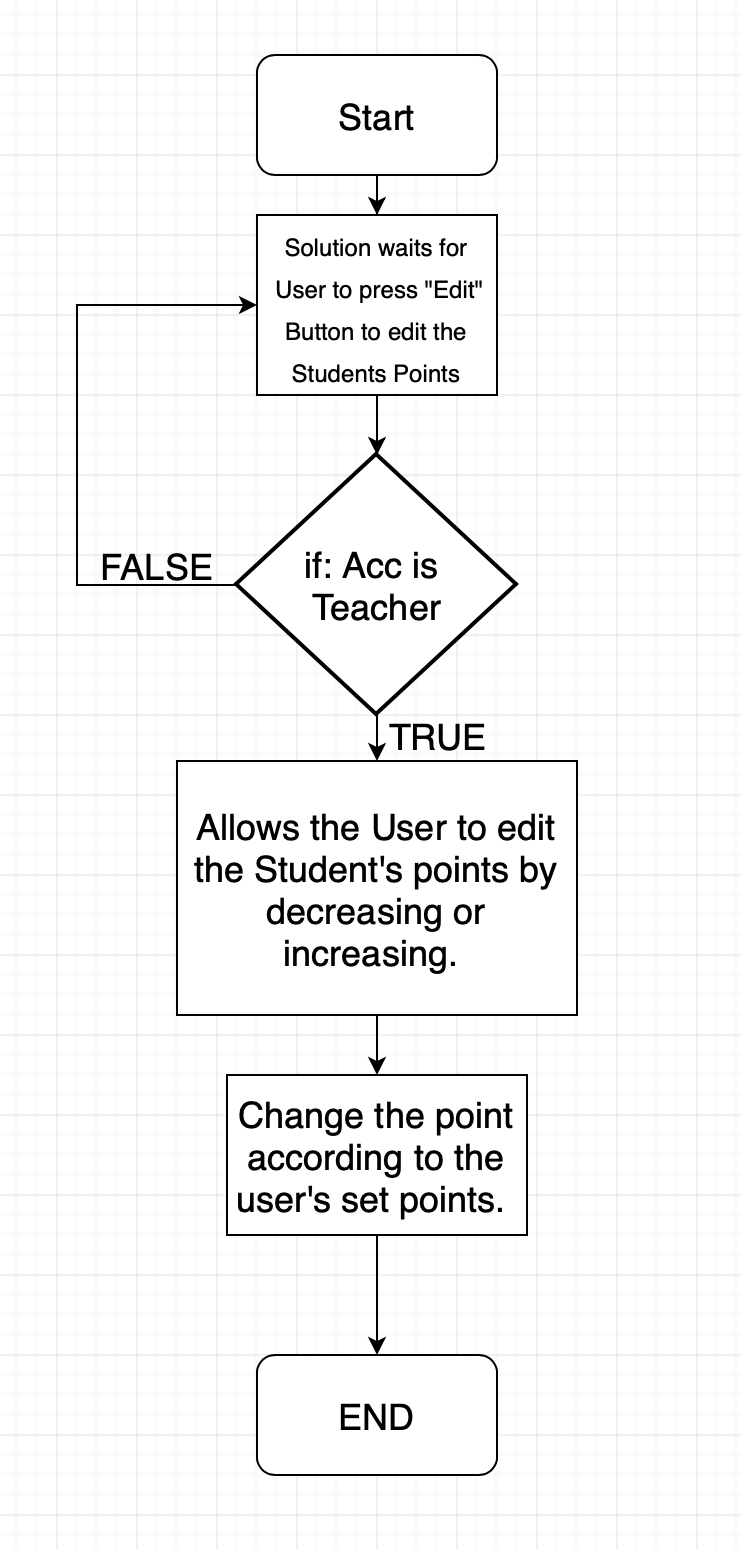 Start
Solution waits for
User to press "Edit"
Button to edit the
Students Points
if: Acc is
Teacher
FALSE
TRUE
Allows the User to edit
the Student's points by
decreasing or
increasing.
Change the point
according to the
user's set points.
END